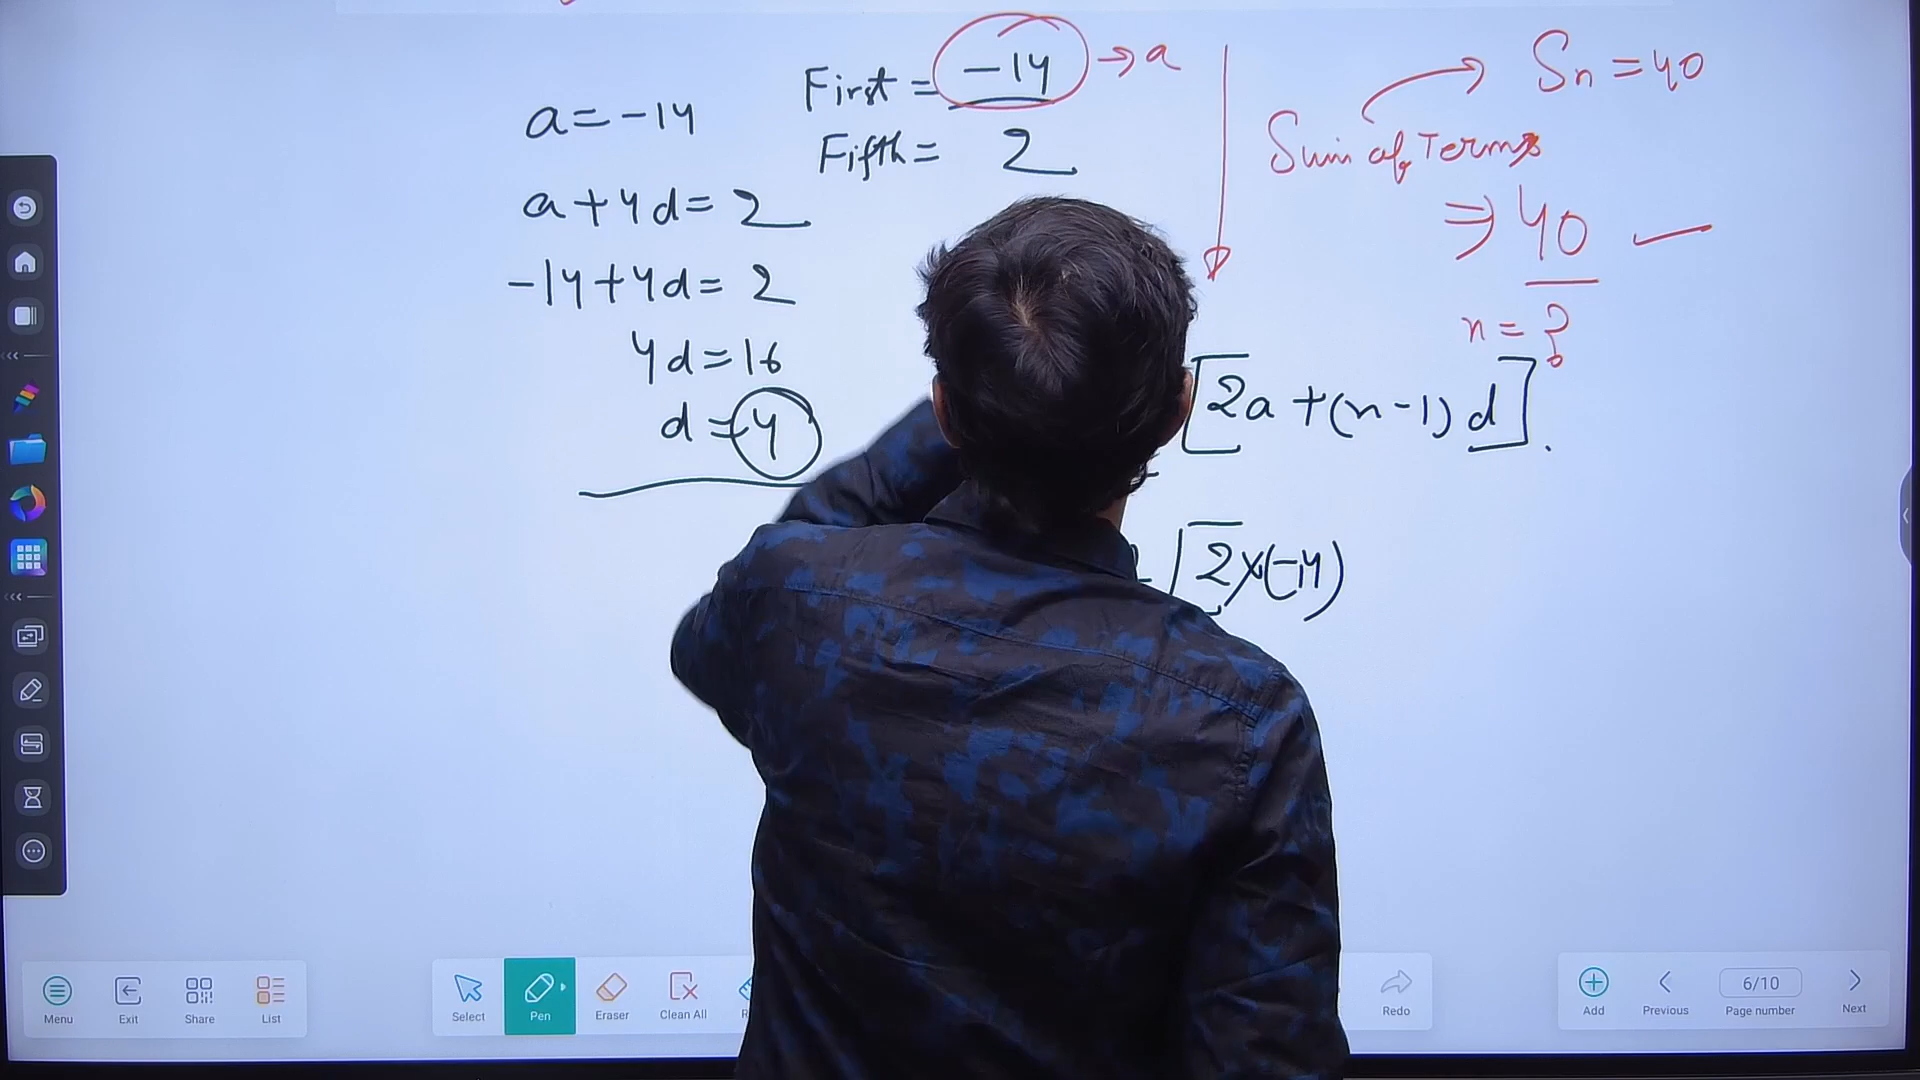 First = -14 → a
Fifth = 2
a = -14
a + 4d = 2
-14 + 4d = 2
4d = 16
d = 4
Sn = 40
Sum of Terms
⇒ 40
n = ?
[2a + (n-1) d].
[2×(-14)
Menu
Exit
Share
List
Select
Pen
Eraser
Clean All
Redo
Add
Previous
6/10
Page number
Next